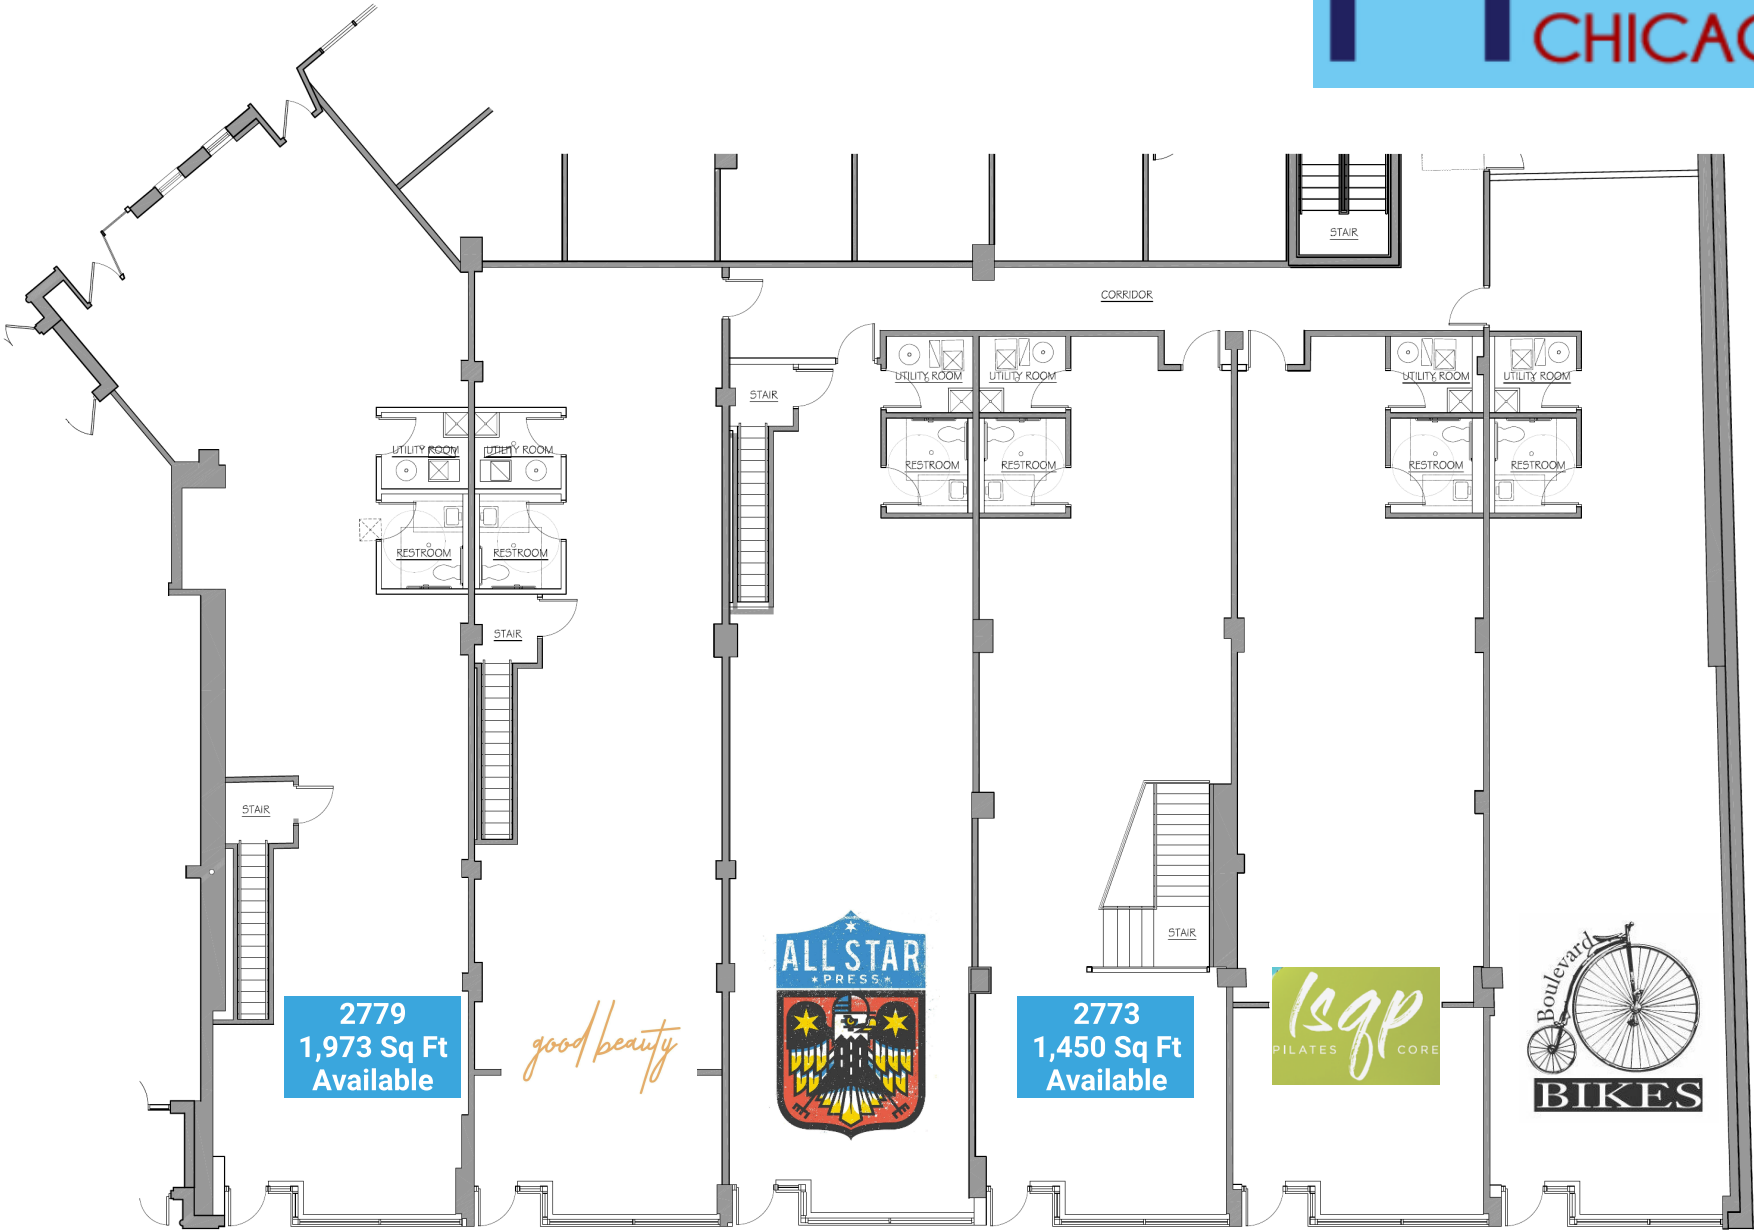 CHICAG
STAIR
CORRIDOR
UTILITY ROOM
UTILITY ROOM
UTILITY ROOM
UTILITY ROOM
STAIR
UTILITY ROOM
UTILITY ROOM
RESTROOM
RESTROOM
RESTROOM
RESTROOM
RESTROOM
RESTROOM
STAIR
STAIR
STAIR
2779
1,973 Sq Ft
Available
good beauty
ALL STAR
PRESS
2773
1,450 Sq Ft
Available
lsqp
PILATES CORE
Boulevard
BIKES